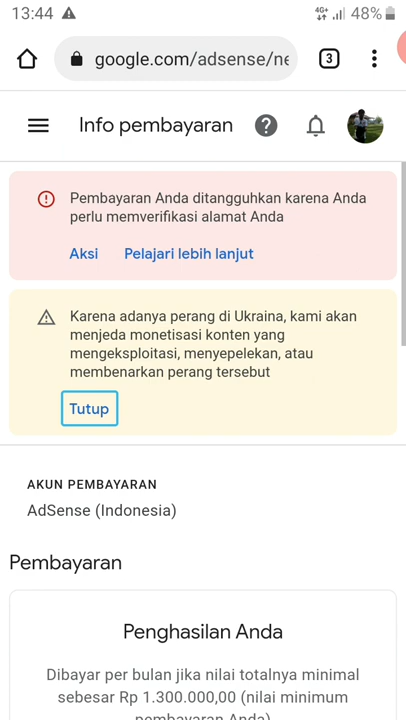 13:44
4G+
48%
google.com/adsense/ne
3
Info pembayaran
Pembayaran Anda ditangguhkan karena Anda
perlu memverifikasi alamat Anda
Aksi Pelajari lebih lanjut
Karena adanya perang di Ukraina, kami akan
menjeda monetisasi konten yang
mengeksploitasi, menyepelekan, atau
membenarkan perang tersebut
Tutup
AKUN PEMBAYARAN
AdSense (Indonesia)
Pembayaran
Penghasilan Anda
Dibayar per bulan jika nilai totalnya minimal
sebesar Rp 1.300.000,00 (nilai minimum
pembayaran Anda)